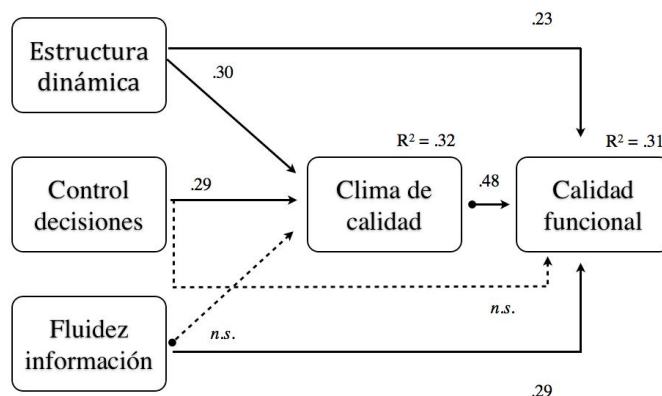 .23
Estructura
dinámica
.30
R² = .32
R² = .31
Control
decisiones
.29
Clima de
calidad
.48
Calidad
funcional
Fluidez
información
n.s.
n.s.
.29